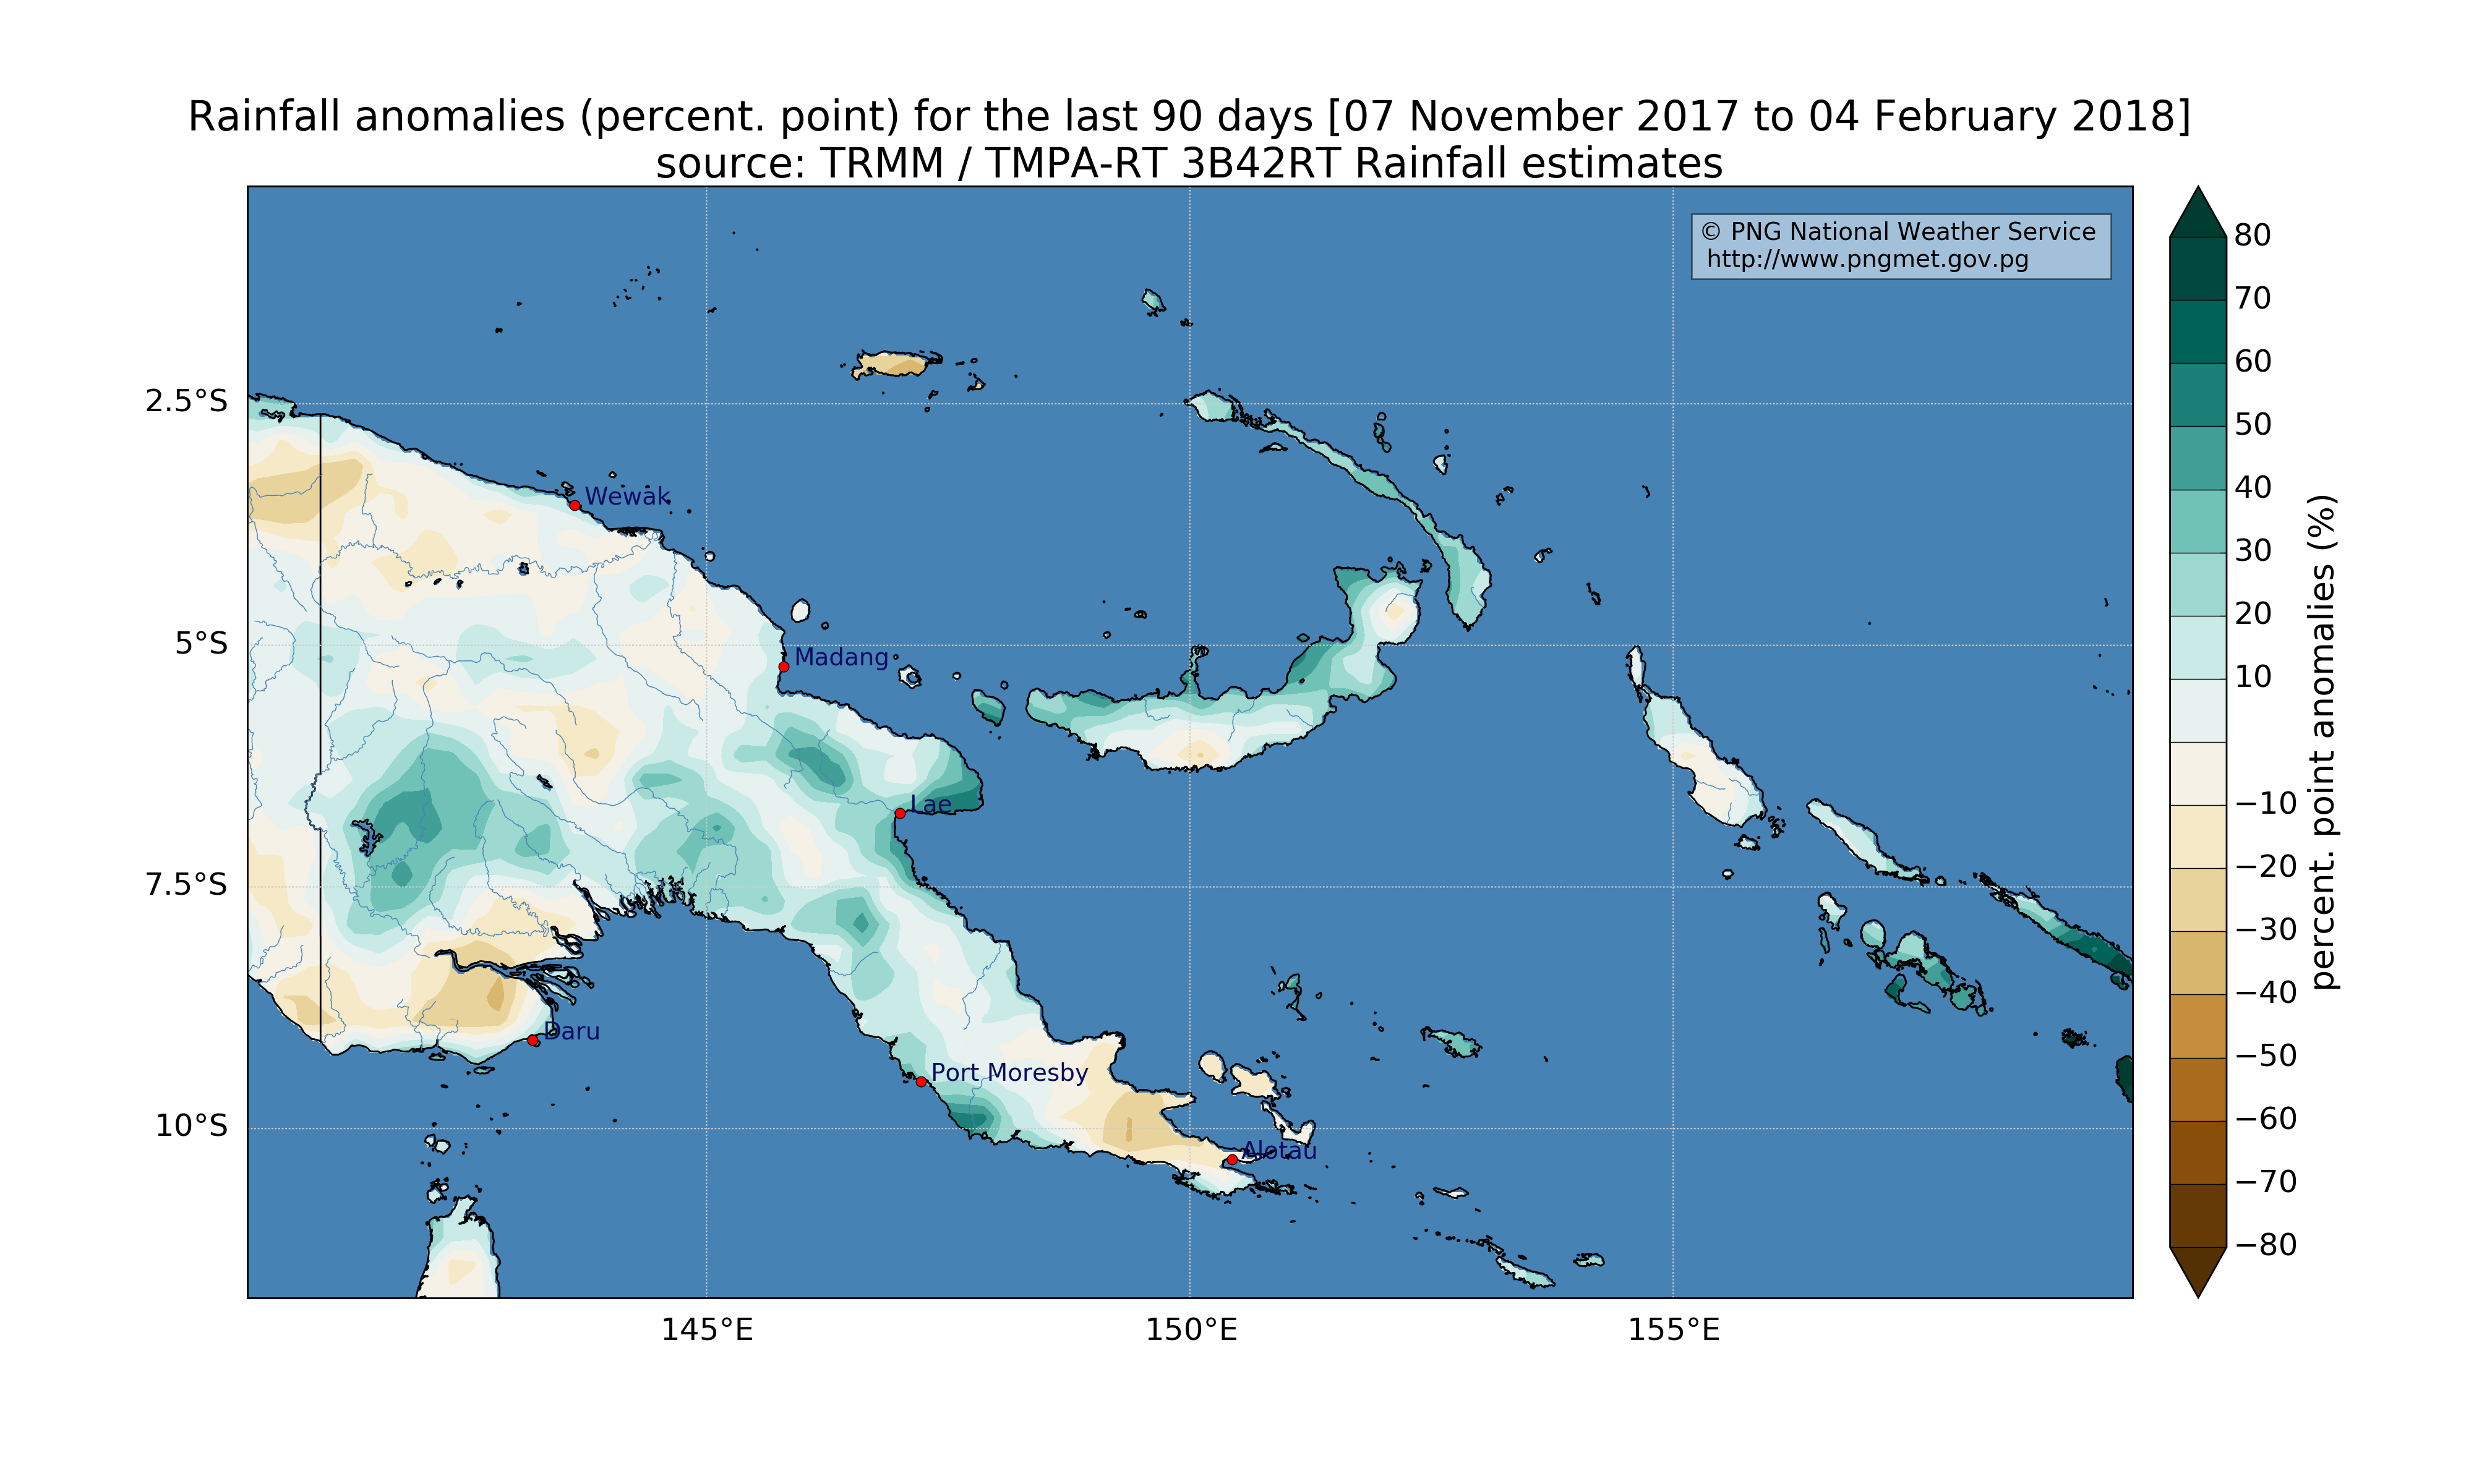 Rainfall anomalies (percent. point) for the last 90 days [07 November 2017 to 04 February 2018]
source: TRMM / TMPA-RT 3B42RT Rainfall estimates
© PNG National Weather Service
http://www.pngmet.gov.pg
2.5°S
5°S
7.5°S
10°S
Wewak
Madang
Lae
Daru
Port Moresby
Alotau
145°E
150°E
155°E
80
70
60
50
40
30
20
10
−10
−20
−30
−40
−50
−60
−70
−80
percent. point anomalies (%)